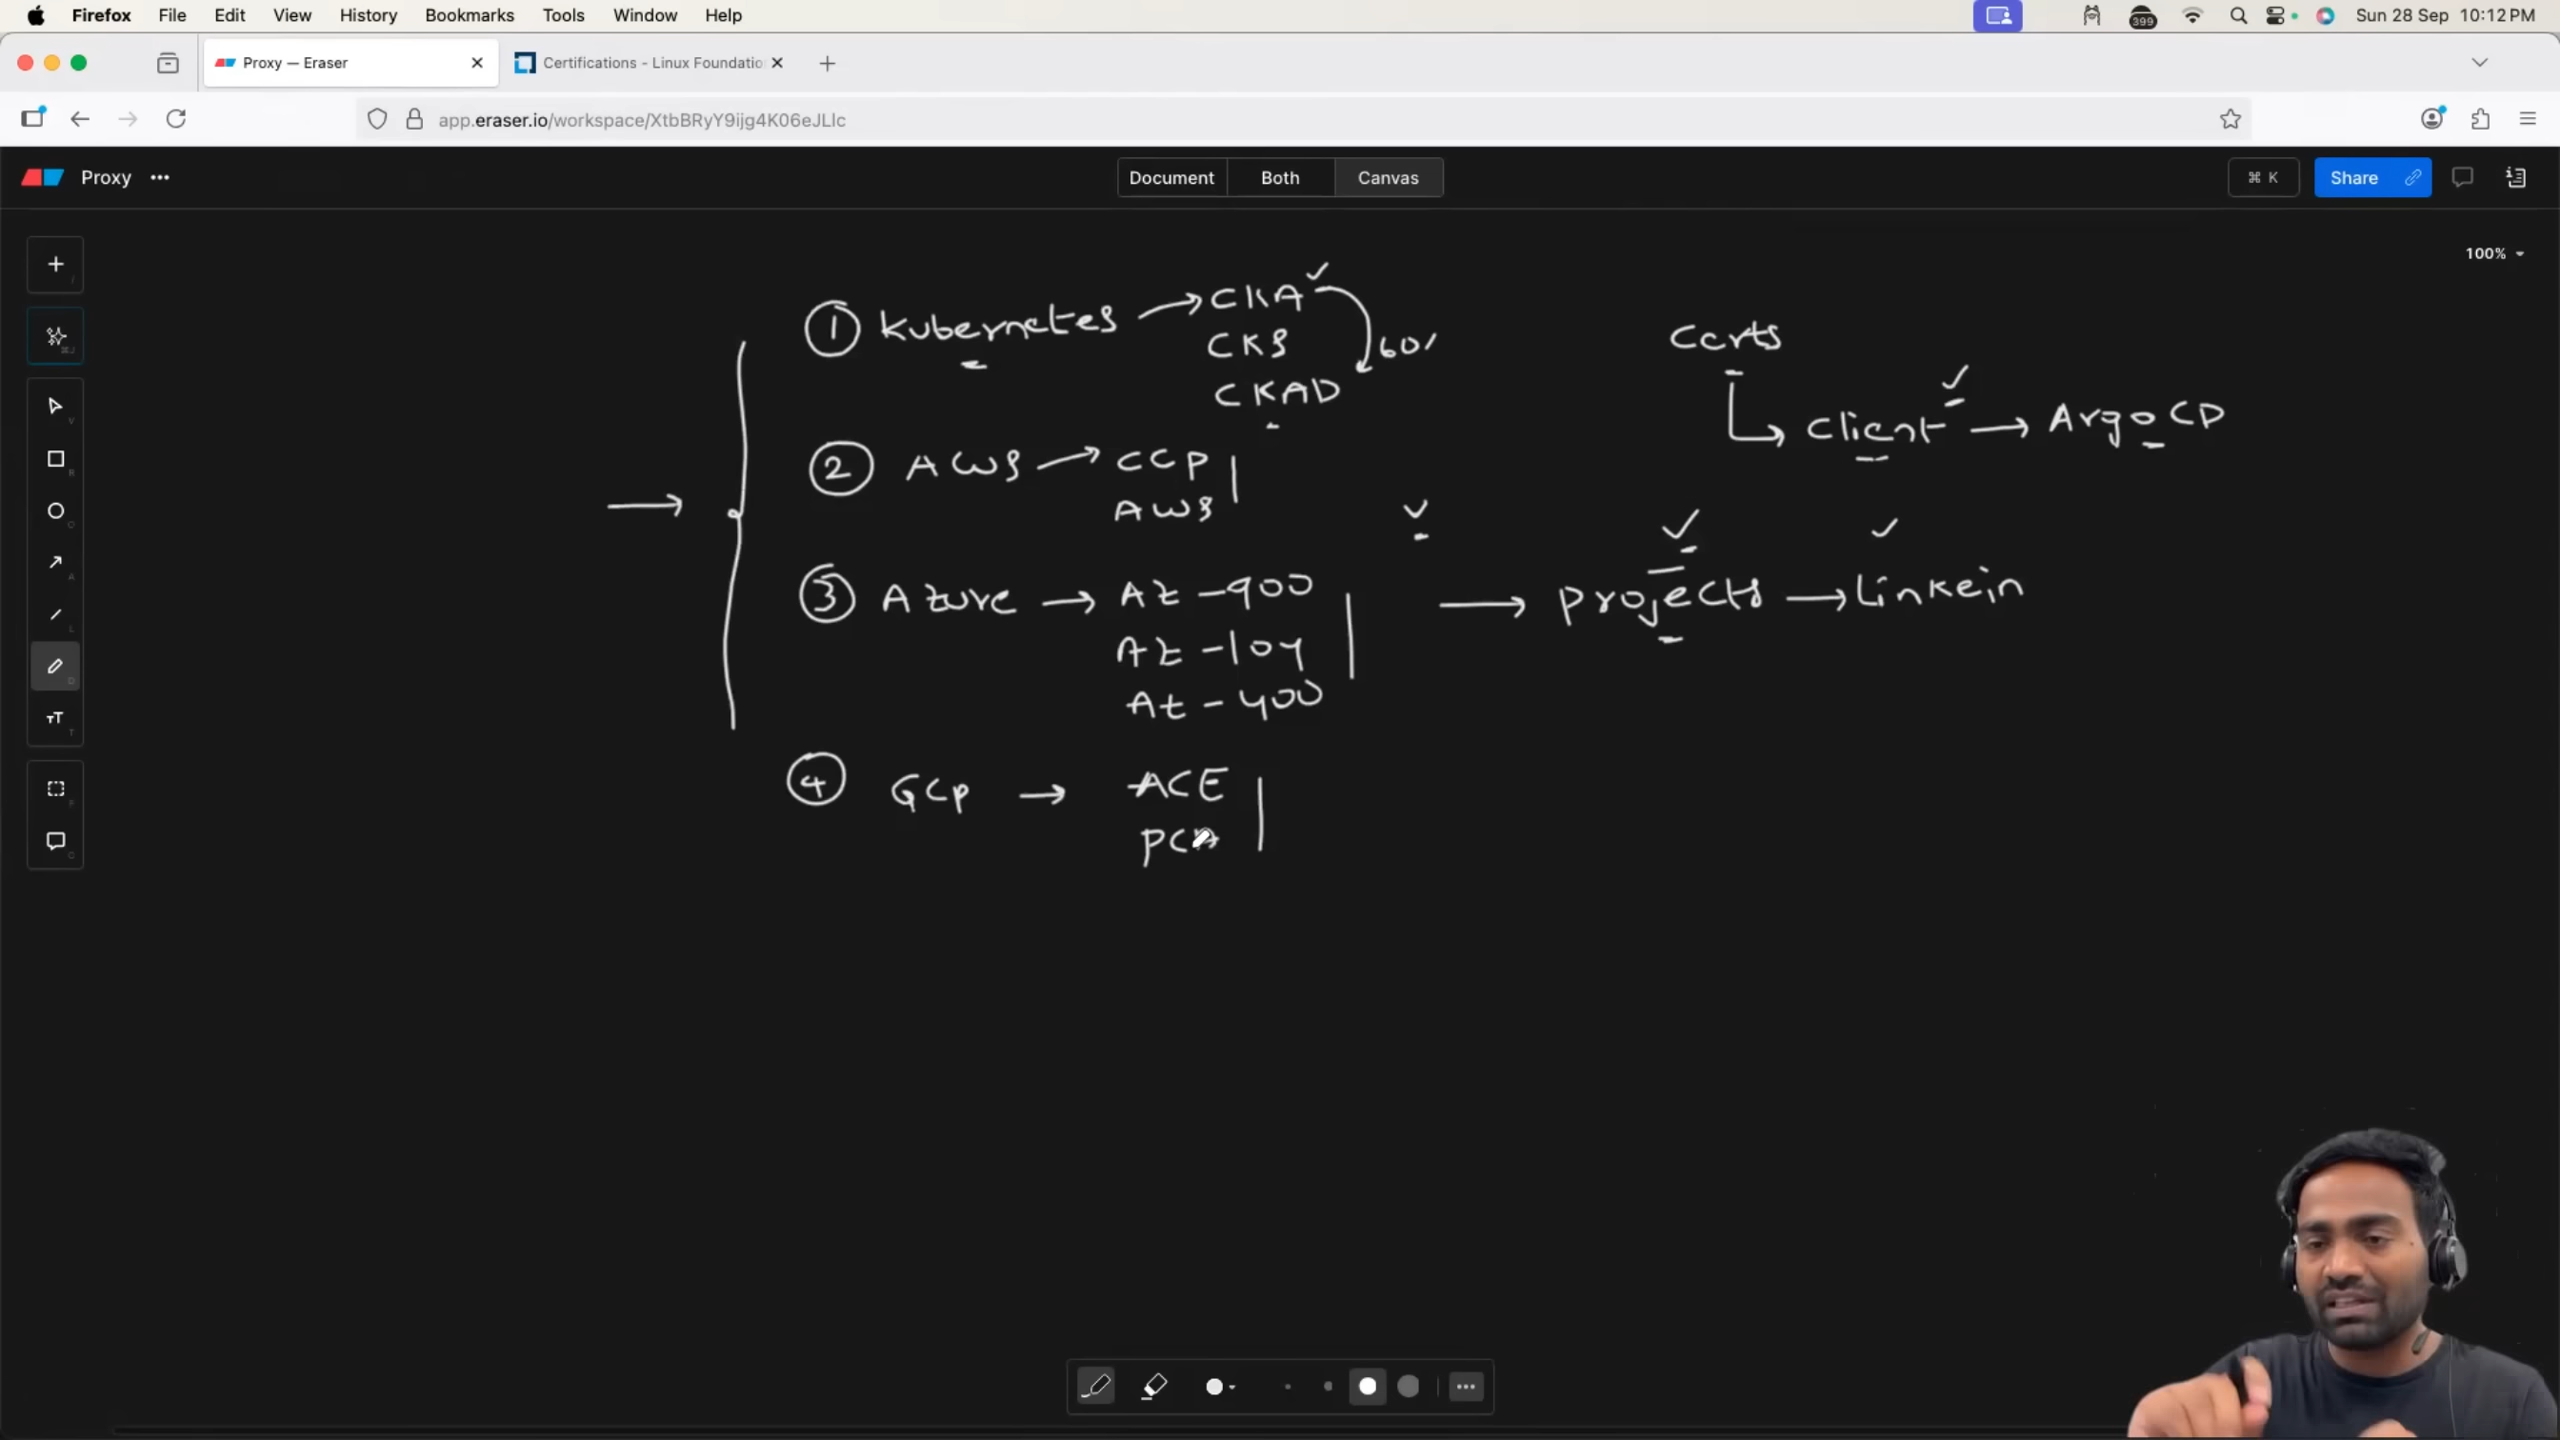 Firefox File Edit View History Bookmarks Tools Window Help
399
Sun 28 Sep 10:12 PM
Proxy — Eraser
Certifications - Linux Foundatio
app.eraser.io/workspace/XtbBRyY9ijg4K06eJLIc
Proxy
Document Both Canvas
⌘ K
Share
100%
① Kubernetes → CKA
CKS
CKAD
60%
② AWS → CCP
AWS
③ Azure → AZ-900
AZ-104
AZ-400
→ projects → Linkein
④ GCP → ACE
PCA
Certs
Client → ArgoCD